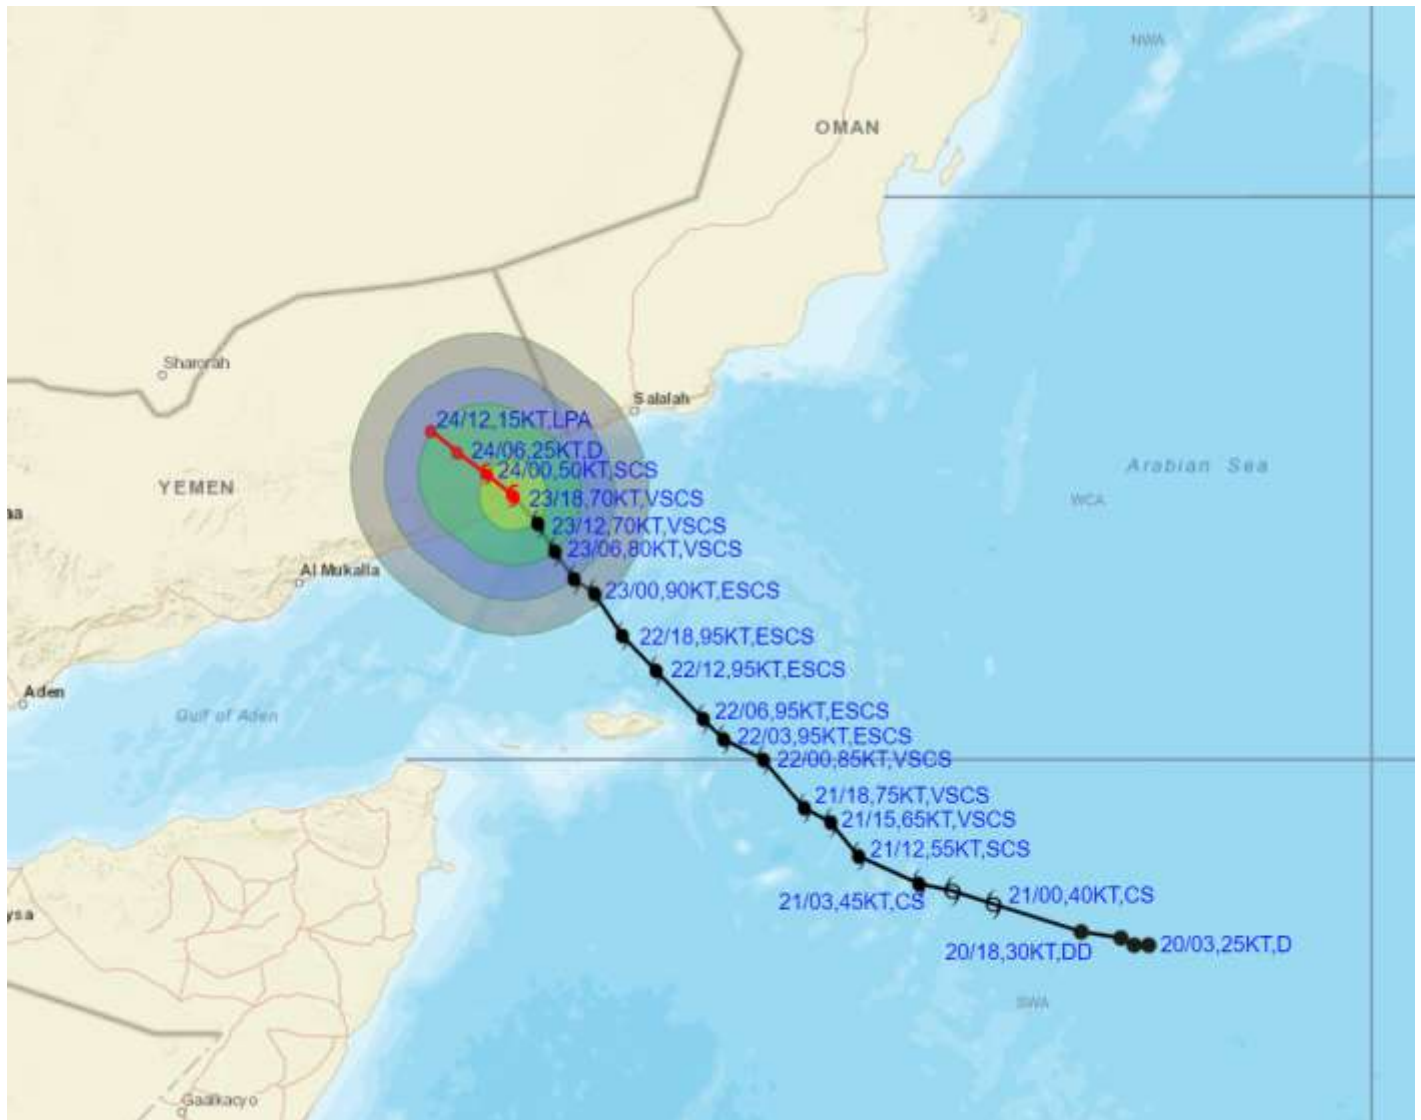 NWA
OMAN
Sharorah
Salalah
24/12,15KT,LPA
24/06,25KT,D
Arabian Sea
24/00,50KT,SCS
YEMEN
23/18,70KT,VSCS
WCA
aa
23/12,70KT,VSCS
23/06,80KT,VSCS
Al Mukalla
23/00,90KT,ESCS
22/18,95KT,ESCS
22/12,95KT,ESCS
Aden
Gulf of Aden
22/06,95KT,ESCS
22/03,95KT,ESCS
22/00,85KT,VSCS
21/18,75KT,VSCS
21/15,65KT,VSCS
21/12,55KT,SCS
21/00,40KT,CS
21/03,45KT,CS
ysa
20/03,25KT,D
20/18,30KT,DD
SWA
Gaalkacyo